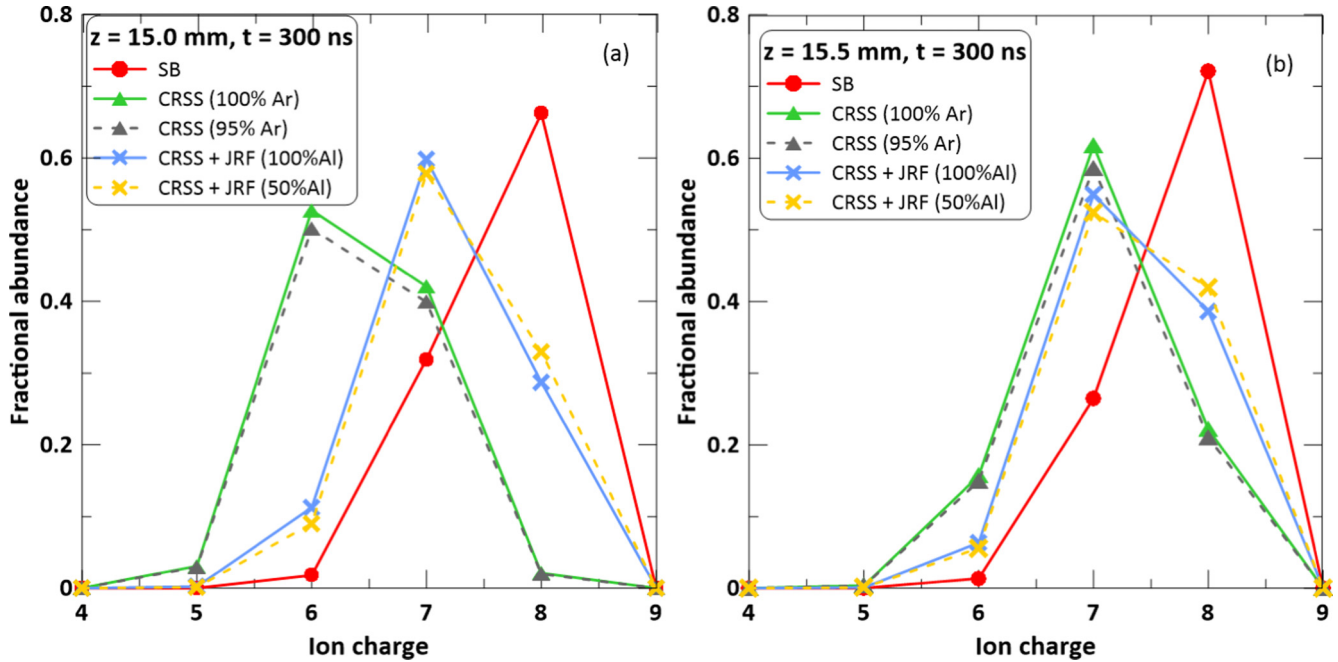 0.8
0.6
0.4
0.2
0
Fractional abundance
z = 15.0 mm, t = 300 ns
SB
CRSS (100% Ar)
CRSS (95% Ar)
CRSS + JRF (100%Al)
CRSS + JRF (50%Al)
(a)
4 5 6 7 8 9
Ion charge
0.8
0.6
0.4
0.2
0
Fractional abundance
z = 15.5 mm, t = 300 ns
SB
CRSS (100% Ar)
CRSS (95% Ar)
CRSS + JRF (100%Al)
CRSS + JRF (50%Al)
(b)
4 5 6 7 8 9
Ion charge